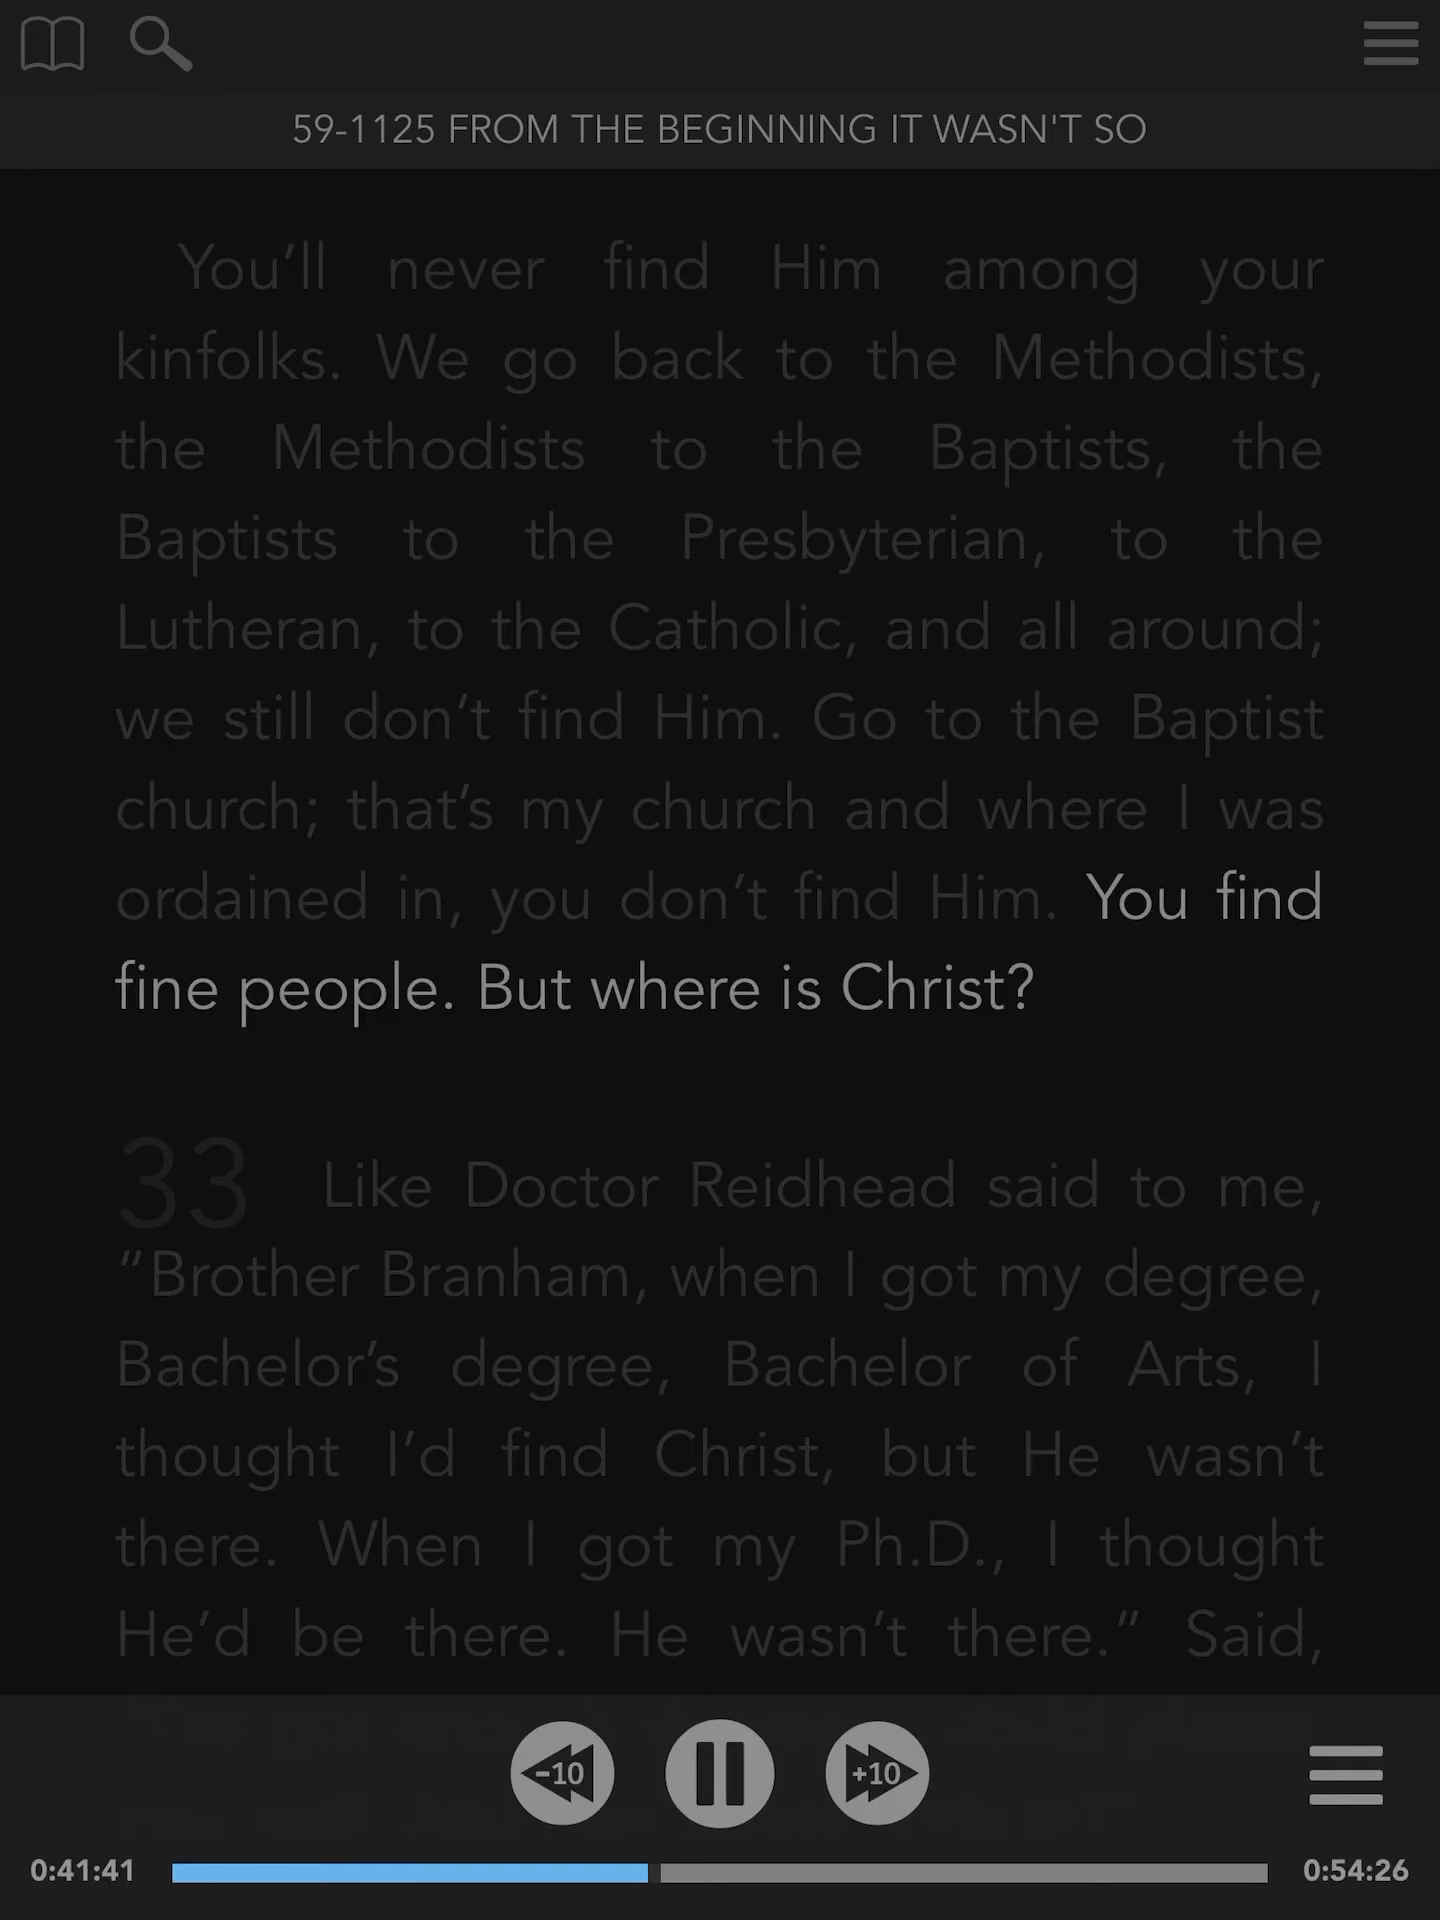 59-1125 FROM THE BEGINNING IT WASN'T SO
You’ll never find Him among your
kinfolks. We go back to the Methodists,
the Methodists to the Baptists, the
Baptists to the Presbyterian, to the
Lutheran, to the Catholic, and all around;
we still don’t find Him. Go to the Baptist
church; that’s my church and where I was
ordained in, you don’t find Him. You find
fine people. But where is Christ?
33 Like Doctor Reidhead said to me,
“Brother Branham, when I got my degree,
Bachelor’s degree, Bachelor of Arts, I
thought I’d find Christ, but He wasn’t
there. When I got my Ph.D., I thought
He’d be there. He wasn’t there.” Said,
-10 +10
0:41:41 0:54:26